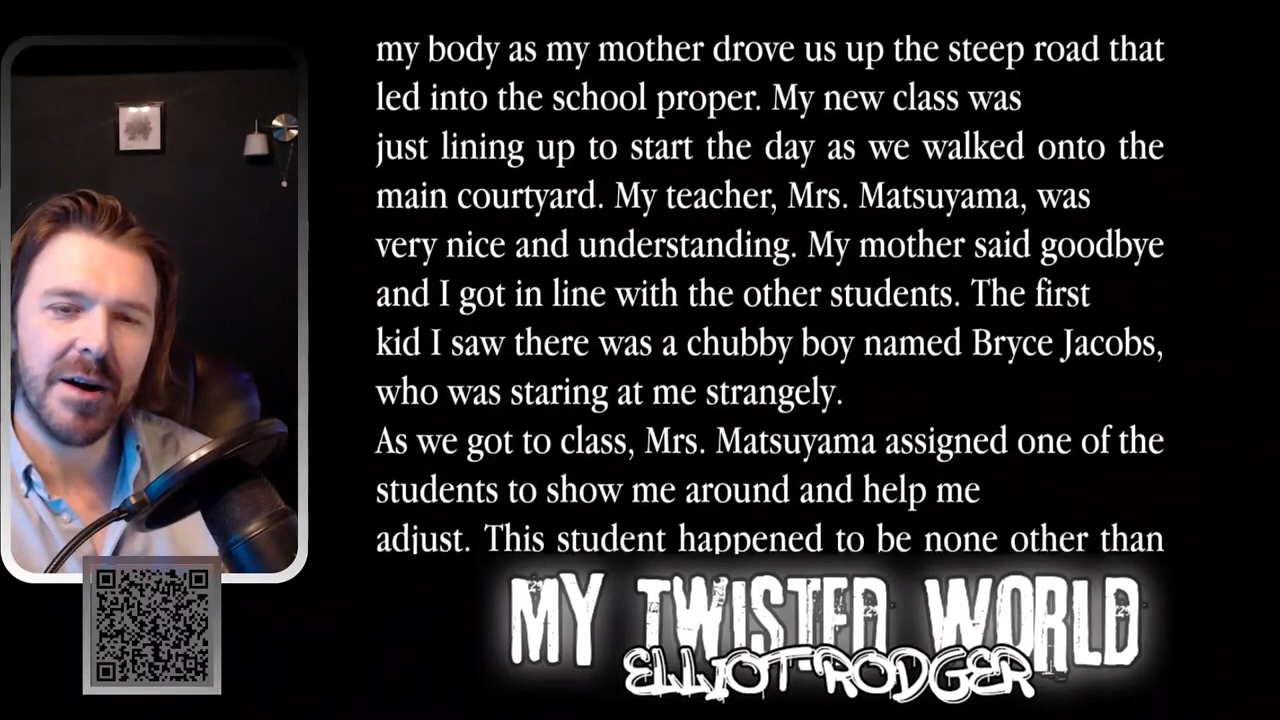 my body as my mother drove us up the steep road that
led into the school proper. My new class was
just lining up to start the day as we walked onto the
main courtyard. My teacher, Mrs. Matsuyama, was
very nice and understanding. My mother said goodbye
and I got in line with the other students. The first
kid I saw there was a chubby boy named Bryce Jacobs,
who was staring at me strangely.
As we got to class, Mrs. Matsuyama assigned one of the
students to show me around and help me
adjust. This student happened to be none other than
MY TWISTED WORLD
ELLIOT RODGER